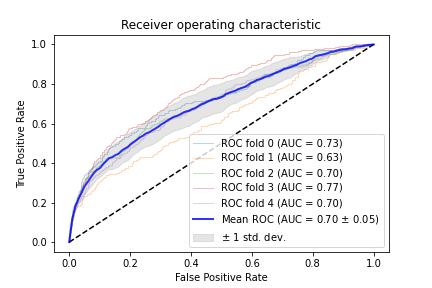 Receiver operating characteristic
1.0
0.8
0.6
0.4
0.2
0.0
True Positive Rate
ROC fold 0 (AUC = 0.73)
ROC fold 1 (AUC = 0.63)
ROC fold 2 (AUC = 0.70)
ROC fold 3 (AUC = 0.77)
ROC fold 4 (AUC = 0.70)
Mean ROC (AUC = 0.70 ± 0.05)
± 1 std. dev.
0.0 0.2 0.4 0.6 0.8 1.0
False Positive Rate